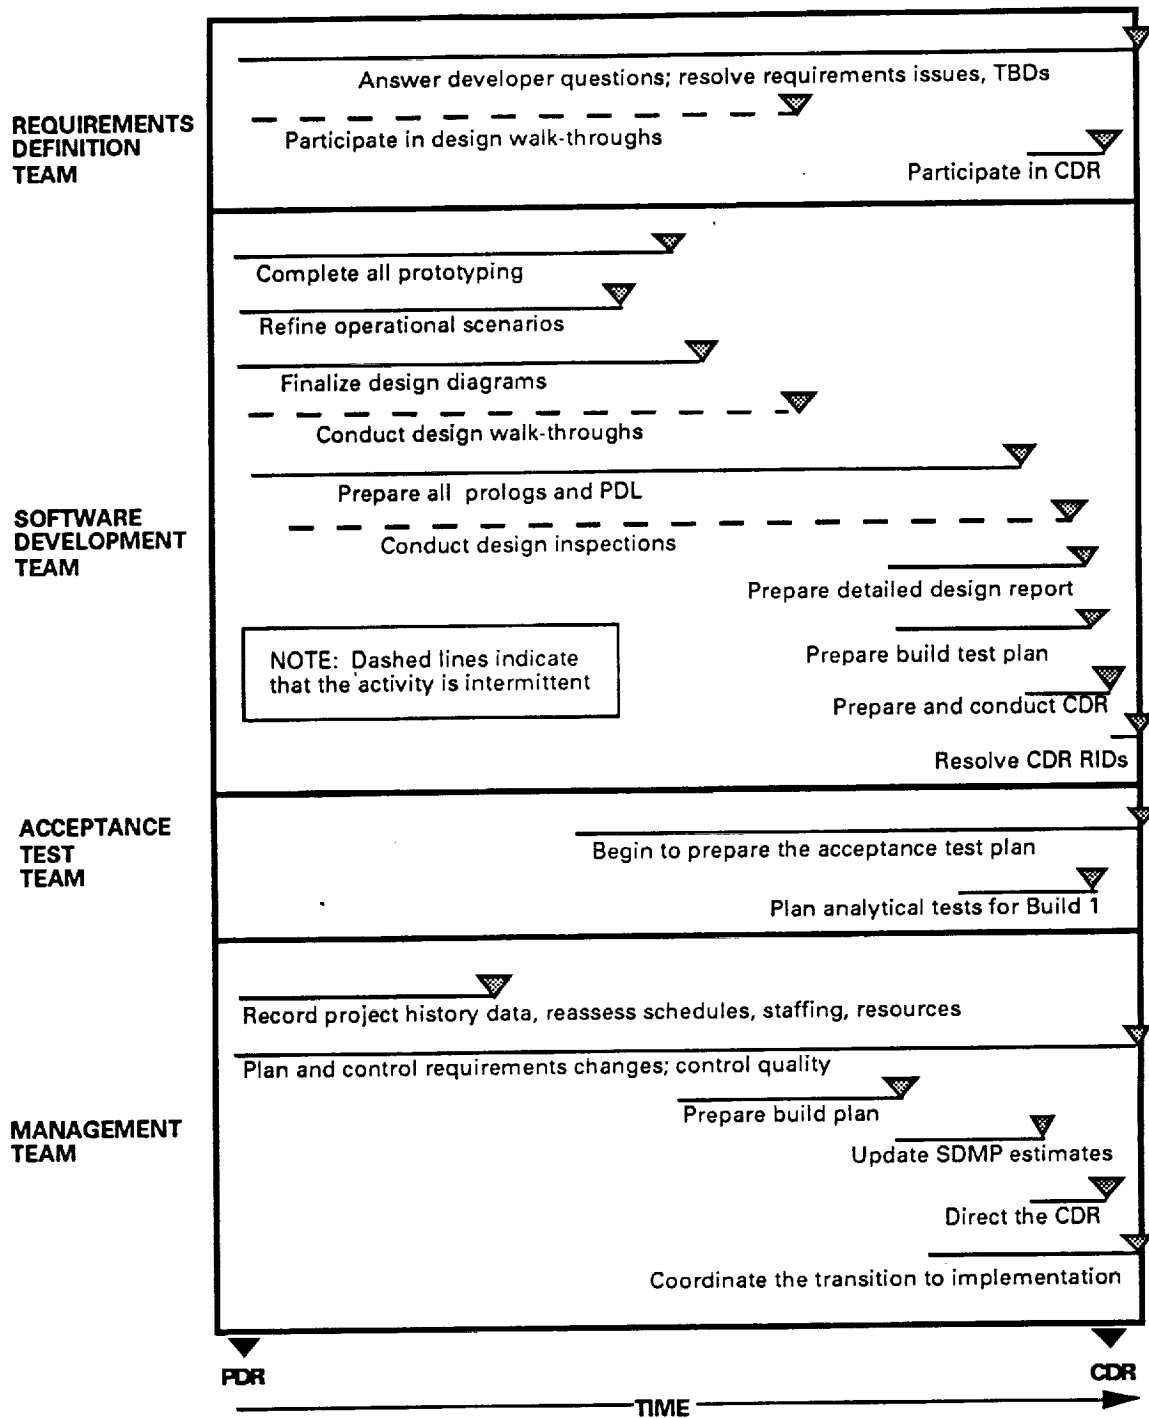 Answer developer questions; resolve requirements issues, TBDs
REQUIREMENTS
DEFINITION
TEAM
Participate in design walk-throughs
Participate in CDR
Complete all prototyping
Refine operational scenarios
Finalize design diagrams
Conduct design walk-throughs
Prepare all prologs and PDL
SOFTWARE
DEVELOPMENT
TEAM
Conduct design inspections
Prepare detailed design report
NOTE: Dashed lines indicate
that the activity is intermittent
Prepare build test plan
Prepare and conduct CDR
Resolve CDR RIDs
ACCEPTANCE
TEST
TEAM
Begin to prepare the acceptance test plan
Plan analytical tests for Build 1
Record project history data, reassess schedules, staffing, resources
Plan and control requirements changes; control quality
MANAGEMENT
TEAM
Prepare build plan
Update SDMP estimates
Direct the CDR
Coordinate the transition to implementation
PDR
CDR
TIME